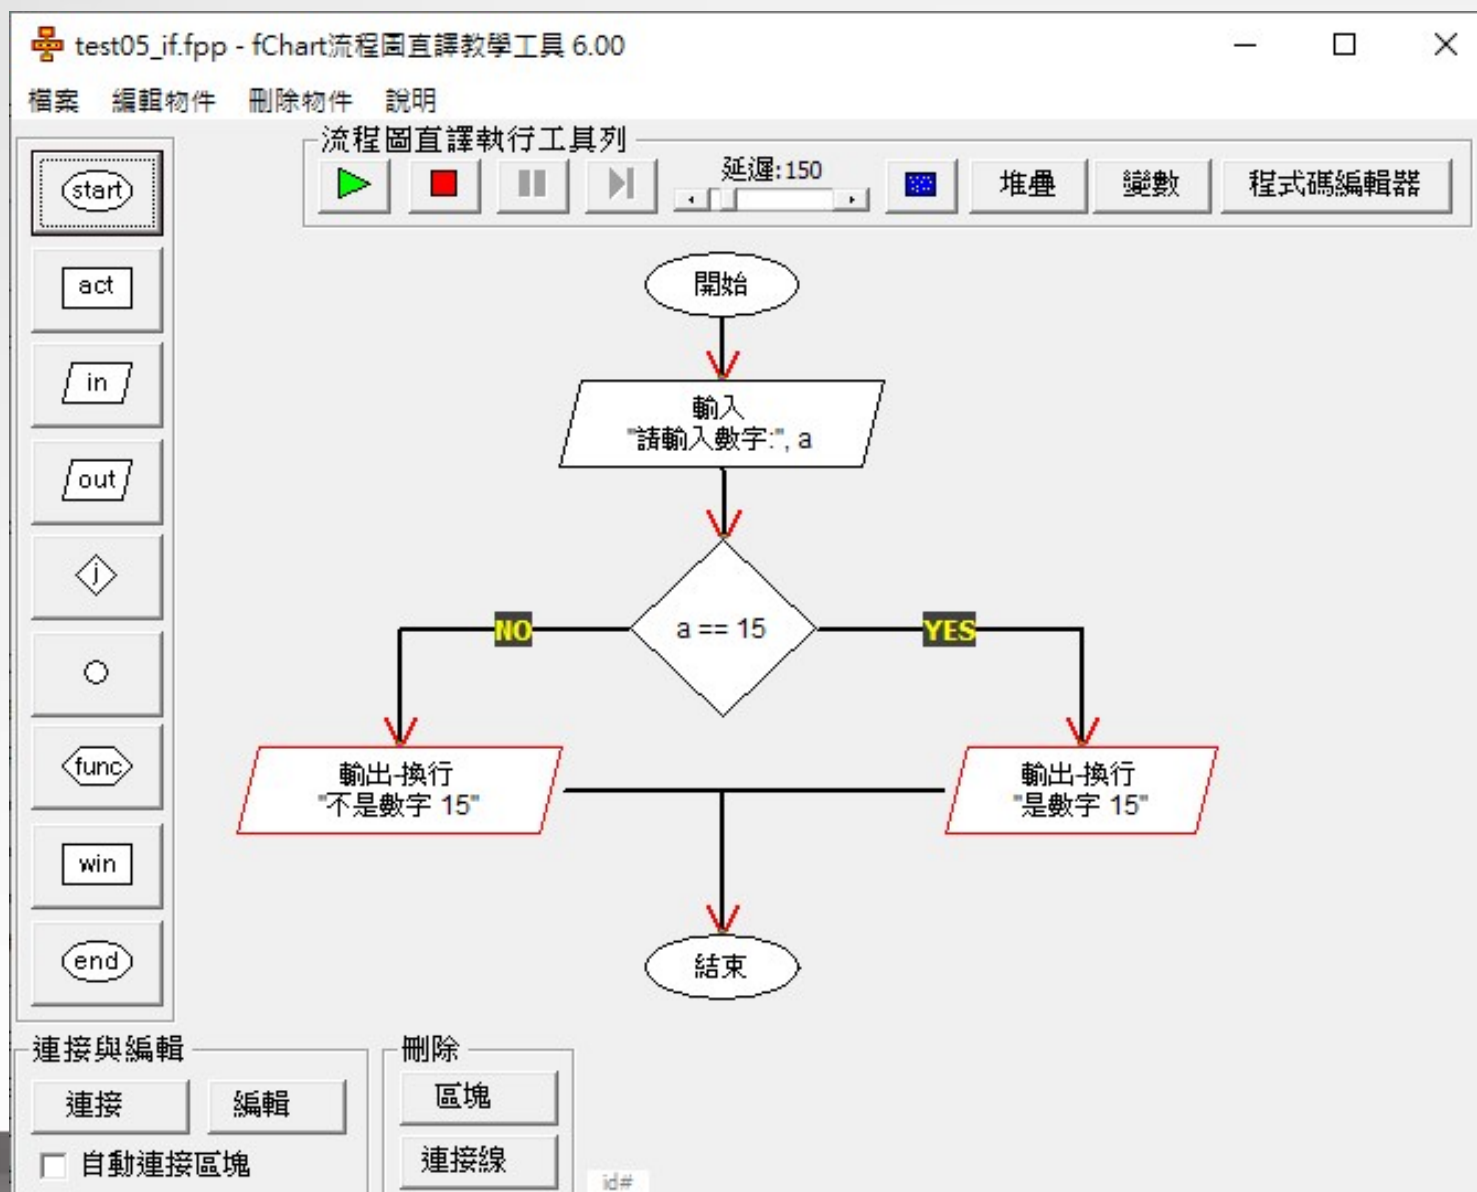 test05_if.fpp - fChart流程圖直譯教學工具 6.00
檔案 編輯物件 刪除物件 說明
流程圖直譯執行工具列
延遲:150
堆疊
變數
程式碼編輯器
start
act
in
out
j
func
win
end
開始
輸入
"請輸入數字:", a
a == 15
NO
YES
輸出-換行
"不是數字 15"
輸出-換行
"是數字 15"
結束
連接與編輯
連接
編輯
自動連接區塊
刪除
區塊
連接線
id#